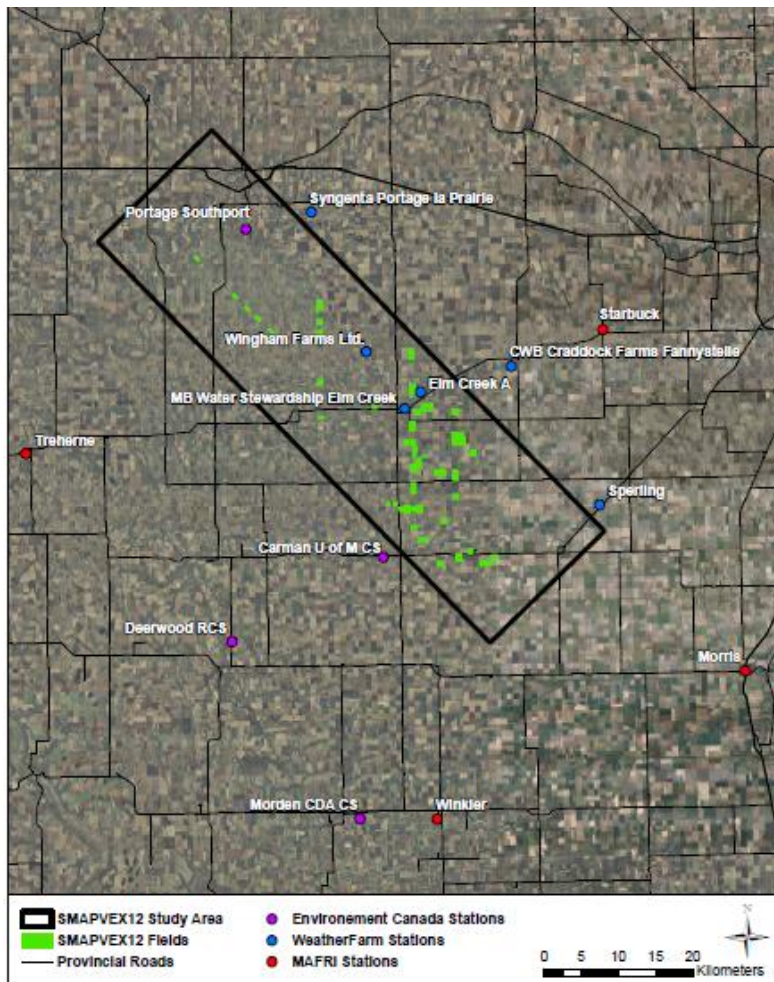 Syngenta Portage la Prairie
Portage Southport
Starbuck
Wingham Farms Ltd.
CWB Craddock Farms Fannystelle
Elm Creek A
MB Water Stewardship Elm Creek
Treherne
Sperling
Carman U of M CS
Deerwood RCS
Morris
Morden CDA CS
Winkler
SMAPVEX12 Study Area
SMAPVEX12 Fields
Provincial Roads
Environement Canada Stations
WeatherFarm Stations
MAFRI Stations
N
0 5 10 15 20
Kilometers